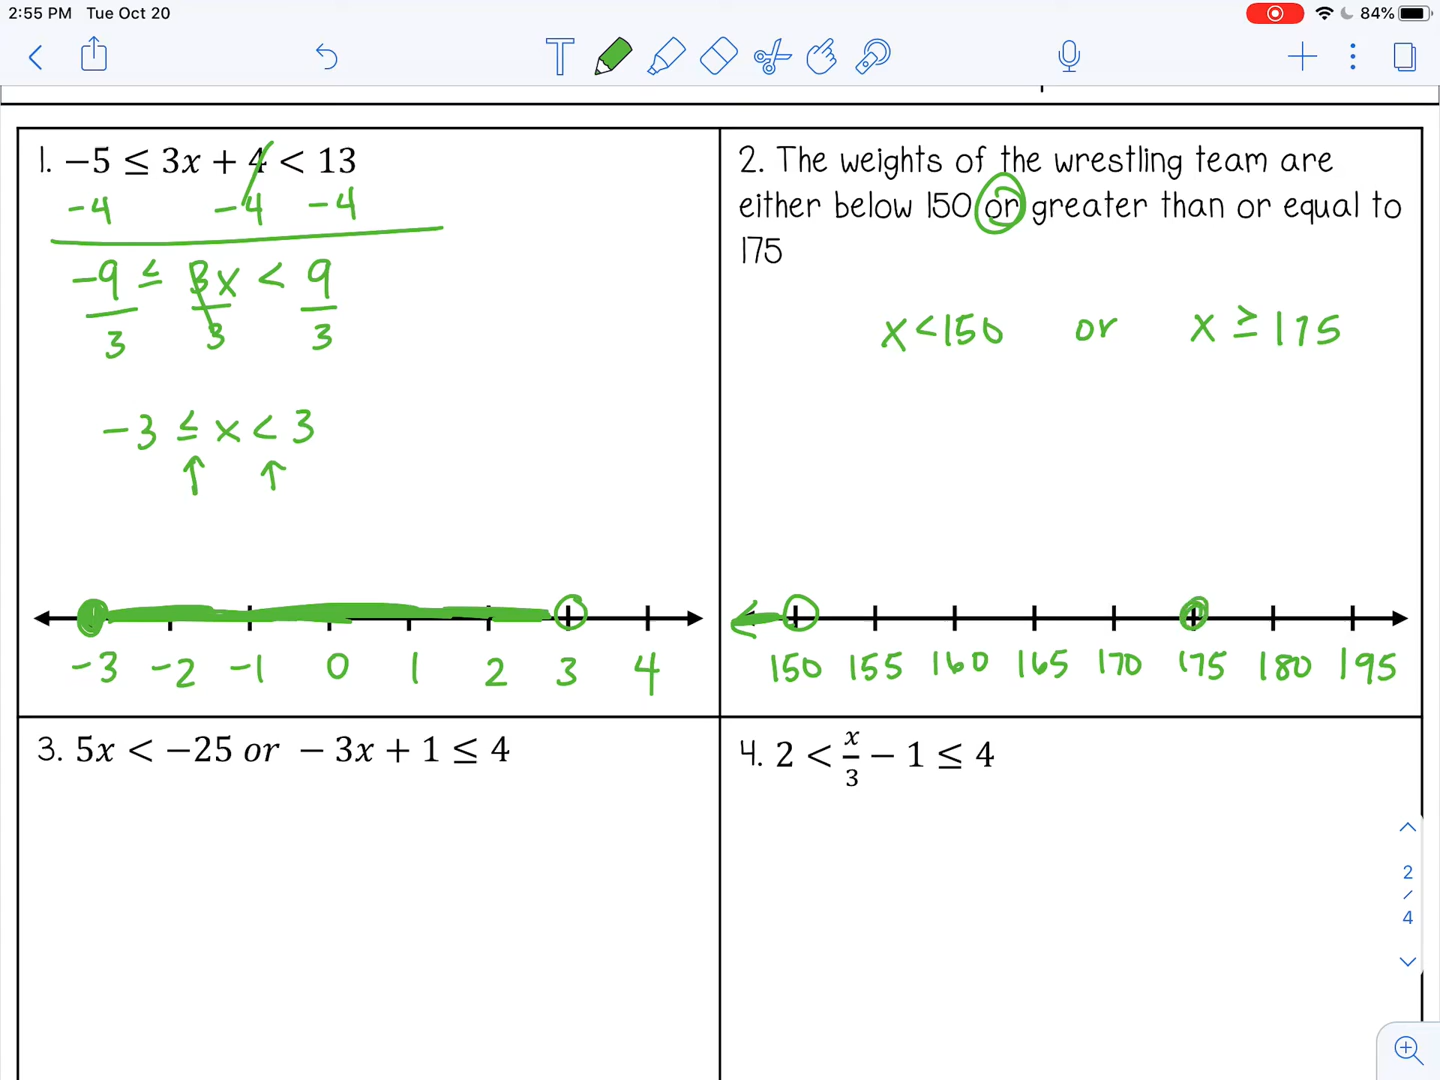 2:55 PM Tue Oct 20 84%
T
1. −5 ≤ 3x + 4 < 13
-4 -4 -4
-9 ≤ 3x < 9
3 3 3
-3 ≤ x < 3
-3 -2 -1 0 1 2 3 4
2. The weights of the wrestling team are
either below 150 or greater than or equal to
175
x<150 or x ≥ 175
150 155 160 165 170 175 180 195
3. 5x < −25 or − 3x + 1 ≤ 4
4. 2 < x/3 − 1 ≤ 4
2
/
4